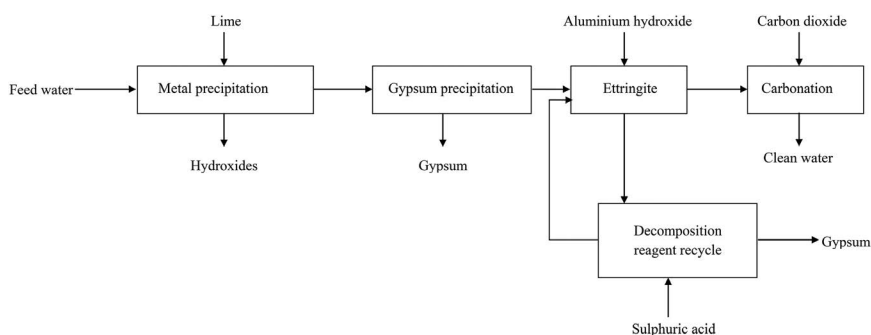 Lime
Aluminium hydroxide
Carbon dioxide
Feed water
Metal precipitation
Gypsum precipitation
Ettringite
Carbonation
Hydroxides
Gypsum
Clean water
Decomposition
reagent recycle
Gypsum
Sulphuric acid